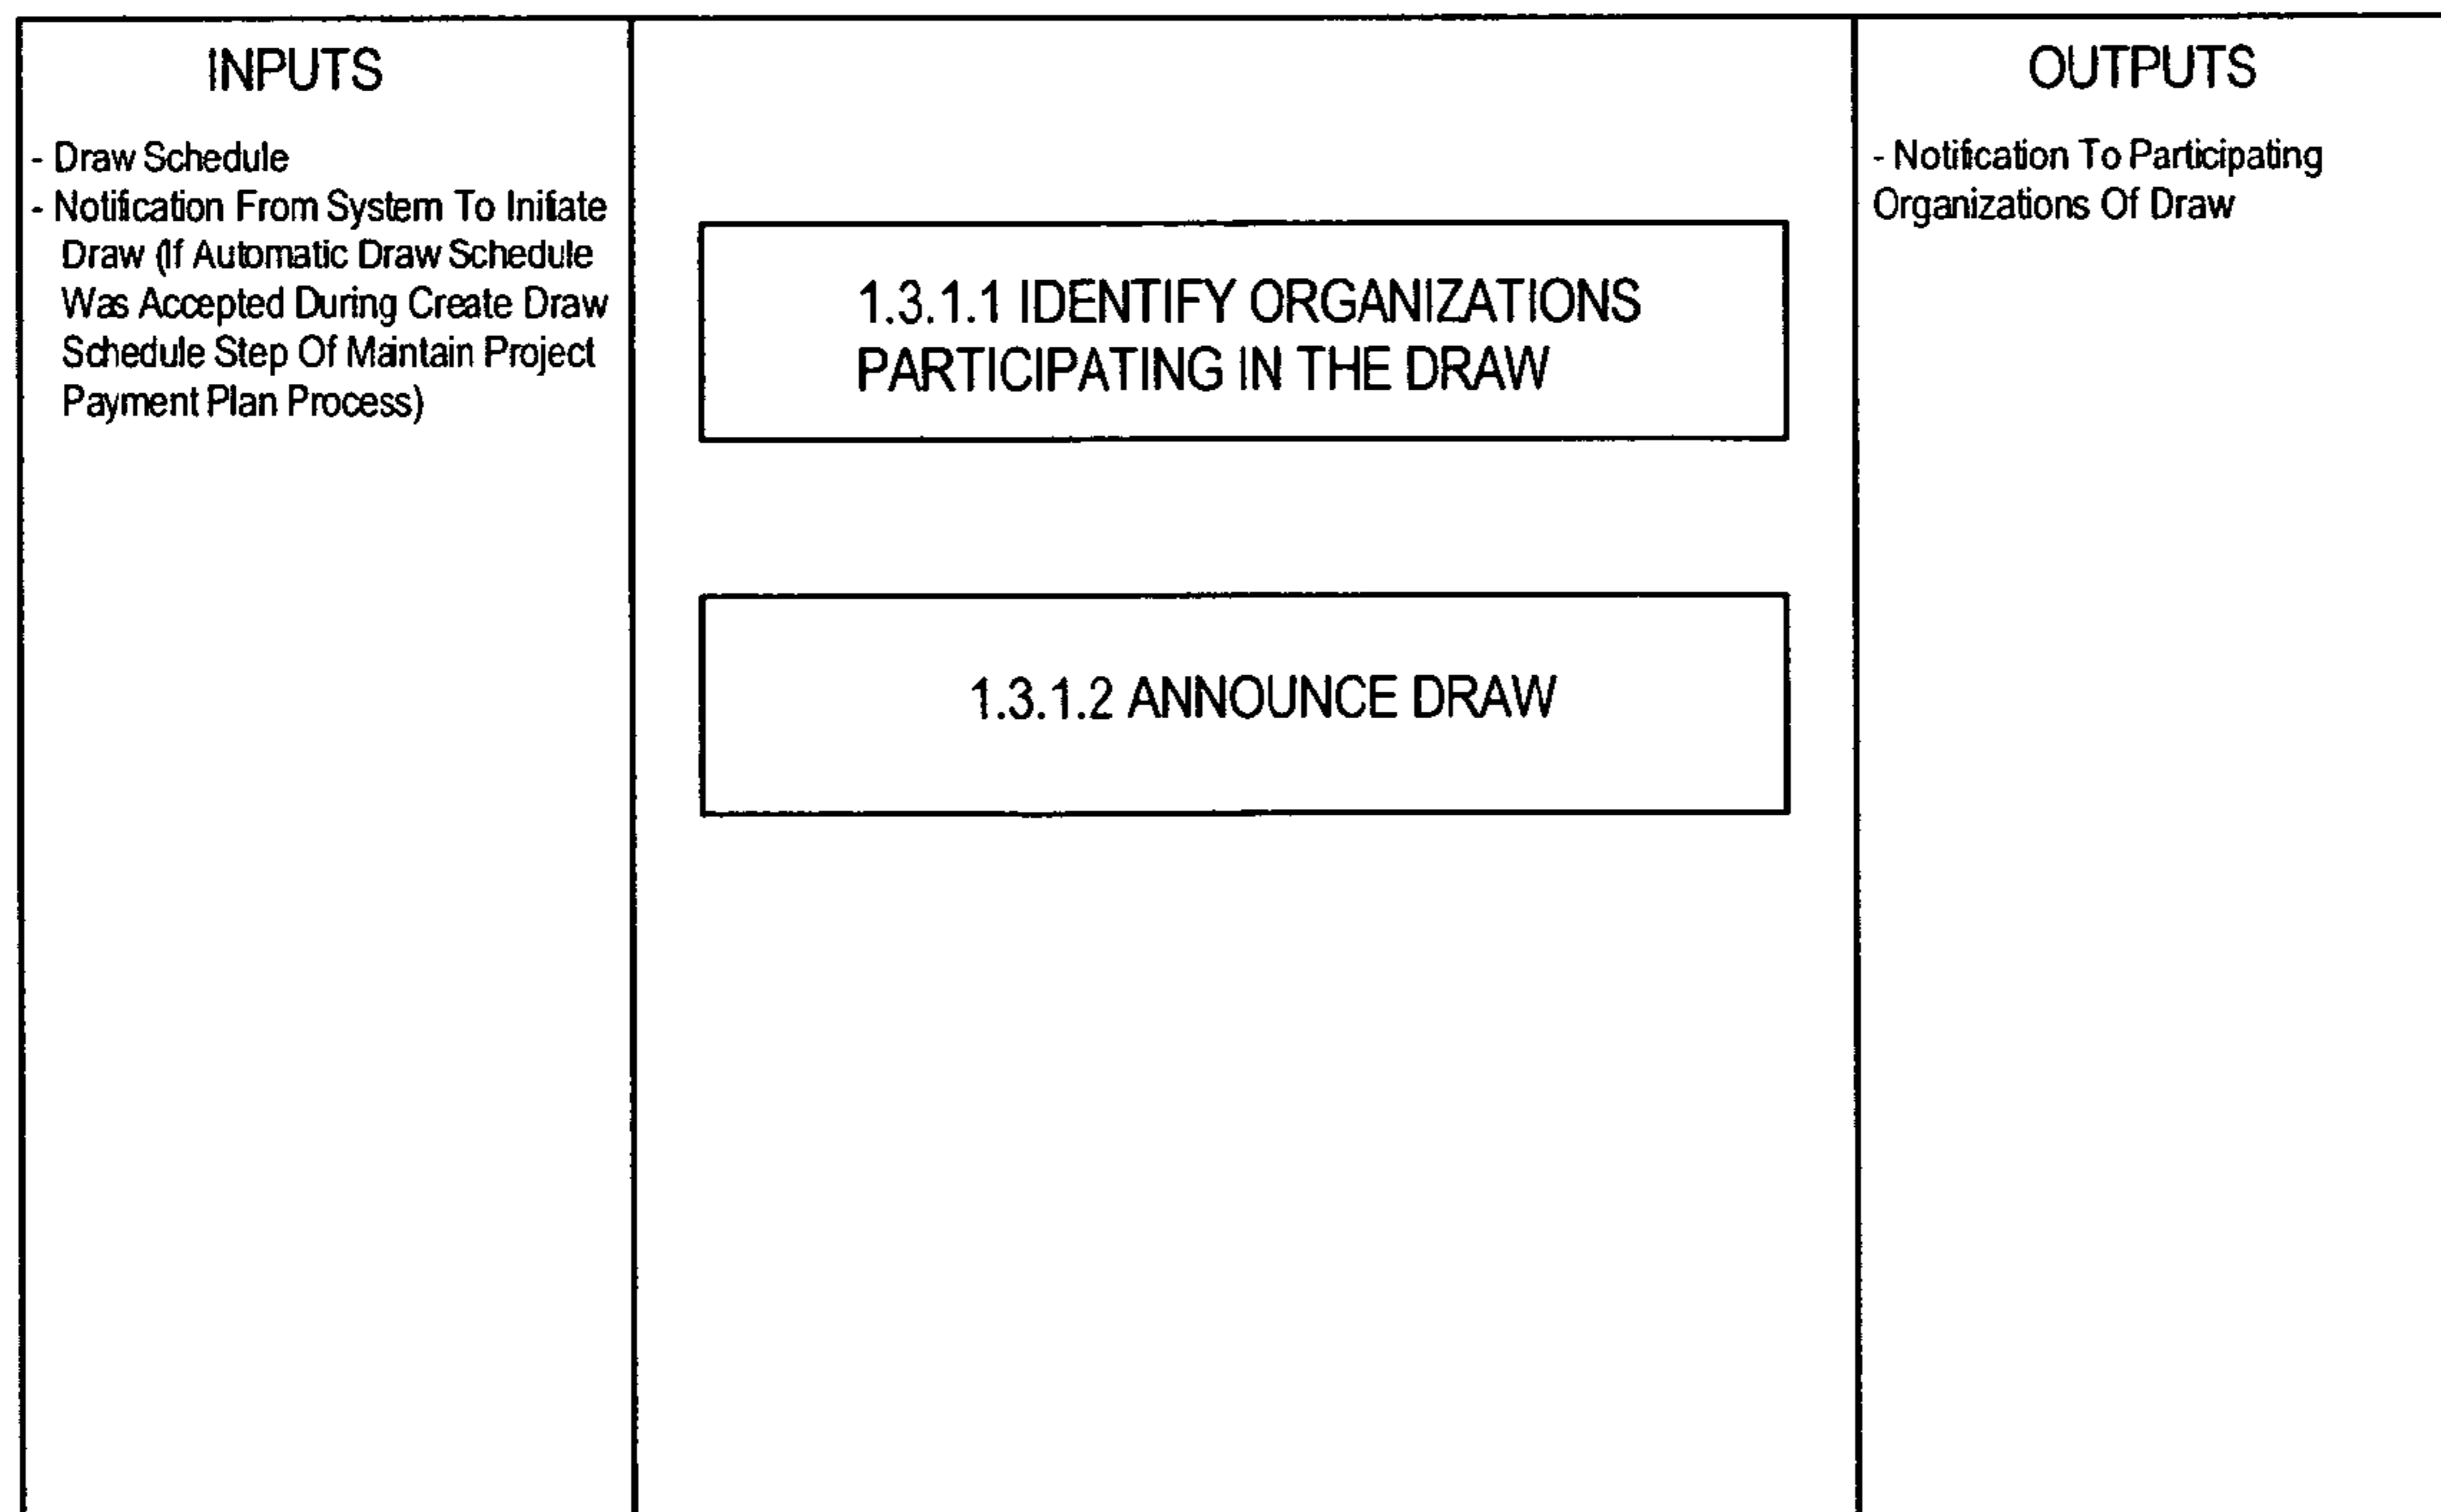 INPUTS
- Draw Schedule
- Notification From System To Initiate
Draw (If Automatic Draw Schedule
Was Accepted During Create Draw
Schedule Step Of Maintain Project
Payment Plan Process)
1.3.1.1 IDENTIFY ORGANIZATIONS
PARTICIPATING IN THE DRAW
1.3.1.2 ANNOUNCE DRAW
OUTPUTS
- Notification To Participating
Organizations Of Draw